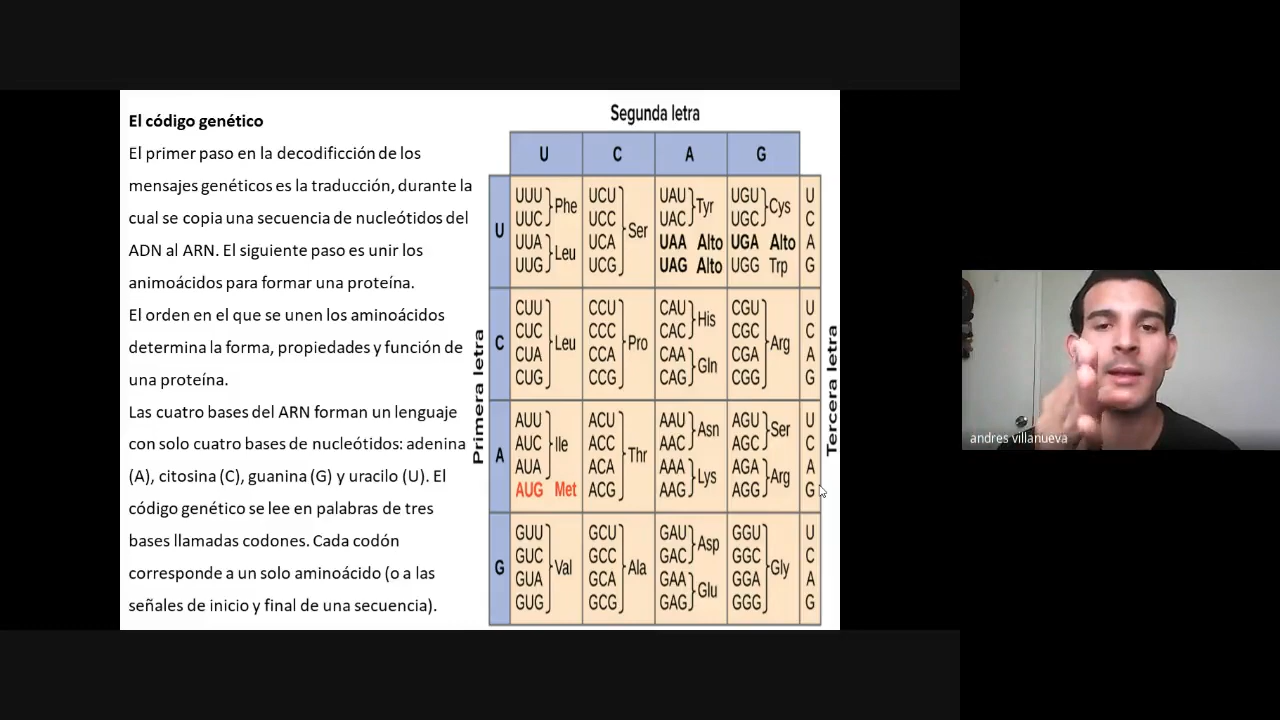 El código genético
El primer paso en la decodificción de los
mensajes genéticos es la traducción, durante la
cual se copia una secuencia de nucleótidos del
ADN al ARN. El siguiente paso es unir los
animoácidos para formar una proteína.
El orden en el que se unen los aminoácidos
determina la forma, propiedades y función de
una proteína.
Las cuatro bases del ARN forman un lenguaje
con solo cuatro bases de nucleótidos: adenina
(A), citosina (C), guanina (G) y uracilo (U). El
código genético se lee en palabras de tres
bases llamadas codones. Cada codón
corresponde a un solo aminoácido (o a las
señales de inicio y final de una secuencia).
Segunda letra
U C A G
Primera letra
U
UUU
UUC
Phe
UUA
UUG
Leu
UCU
UCC
UCA
UCG
Ser
UAU
UAC
Tyr
UAA Alto
UAG Alto
UGU
UGC
Cys
UGA Alto
UGG Trp
U
C
A
G
C
CUU
CUC
CUA
CUG
Leu
CCU
CCC
CCA
CCG
Pro
CAU
CAC
His
CAA
CAG
Gln
CGU
CGC
CGA
CGG
Arg
U
C
A
G
A
AUU
AUC
AUA
Ile
AUG Met
ACU
ACC
ACA
ACG
Thr
AAU
AAC
Asn
AAA
AAG
Lys
AGU
AGC
Ser
AGA
AGG
Arg
U
C
A
G
G
GUU
GUC
GUA
GUG
Val
GCU
GCC
GCA
GCG
Ala
GAU
GAC
Asp
GAA
GAG
Glu
GGU
GGC
GGA
GGG
Gly
U
C
A
G
Tercera letra
andres villanueva